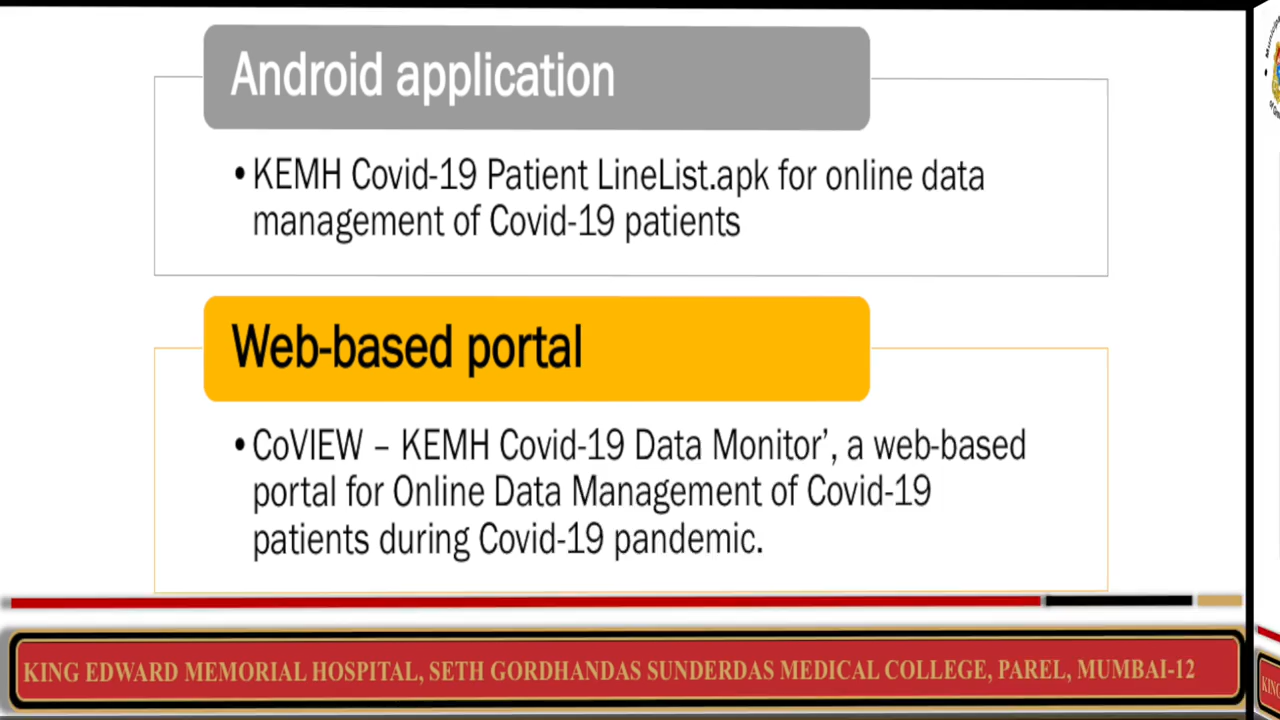 Android application
•KEMH Covid-19 Patient LineList.apk for online data
management of Covid-19 patients
Web-based portal
•CoVIEW – KEMH Covid-19 Data Monitor’, a web-based
portal for Online Data Management of Covid-19
patients during Covid-19 pandemic.
KING EDWARD MEMORIAL HOSPITAL, SETH GORDHANDAS SUNDERDAS MEDICAL COLLEGE, PAREL, MUMBAI-12